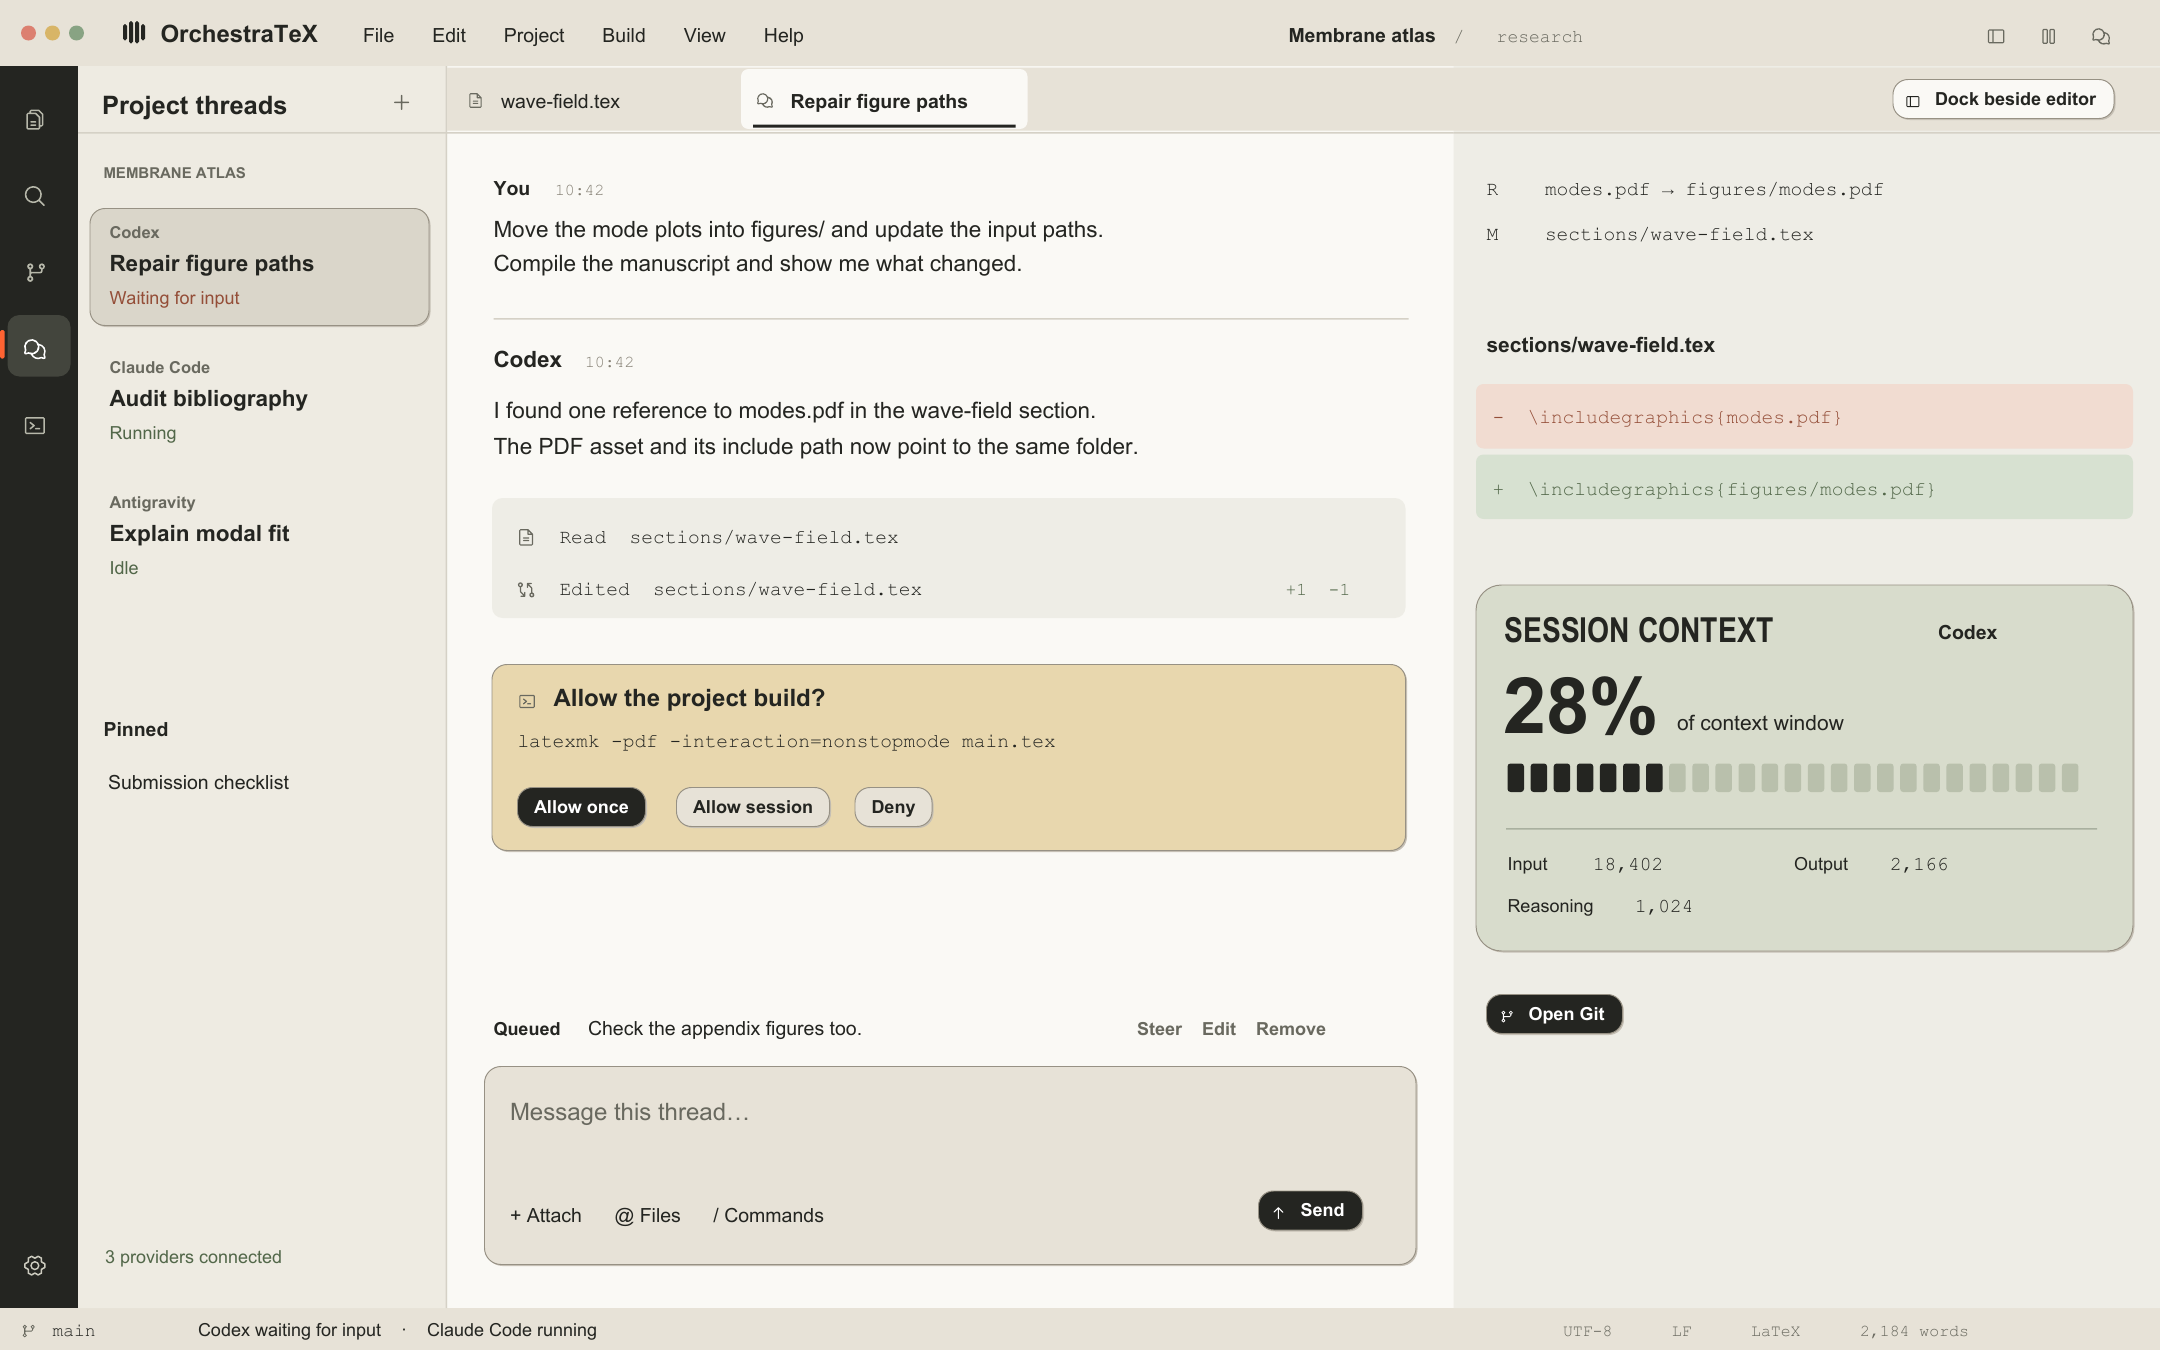 OrchestraTeX File Edit Project Build View Help Membrane atlas / research
Project threads +
wave-field.tex Repair figure paths Dock beside editor
MEMBRANE ATLAS
Codex
Repair figure paths
Waiting for input
Claude Code
Audit bibliography
Running
Antigravity
Explain modal fit
Idle
Pinned
Submission checklist
3 providers connected
You 10:42
Move the mode plots into figures/ and update the input paths.
Compile the manuscript and show me what changed.
Codex 10:42
I found one reference to modes.pdf in the wave-field section.
The PDF asset and its include path now point to the same folder.
Read sections/wave-field.tex
Edited sections/wave-field.tex +1 -1
Allow the project build?
latexmk -pdf -interaction=nonstopmode main.tex
Allow once Allow session Deny
Queued Check the appendix figures too. Steer Edit Remove
Message this thread…
+ Attach @ Files / Commands Send
R modes.pdf → figures/modes.pdf
M sections/wave-field.tex
sections/wave-field.tex
- \includegraphics{modes.pdf}
+ \includegraphics{figures/modes.pdf}
SESSION CONTEXT Codex
28% of context window
Input 18,402 Output 2,166
Reasoning 1,024
Open Git
main Codex waiting for input · Claude Code running UTF-8 LF LaTeX 2,184 words